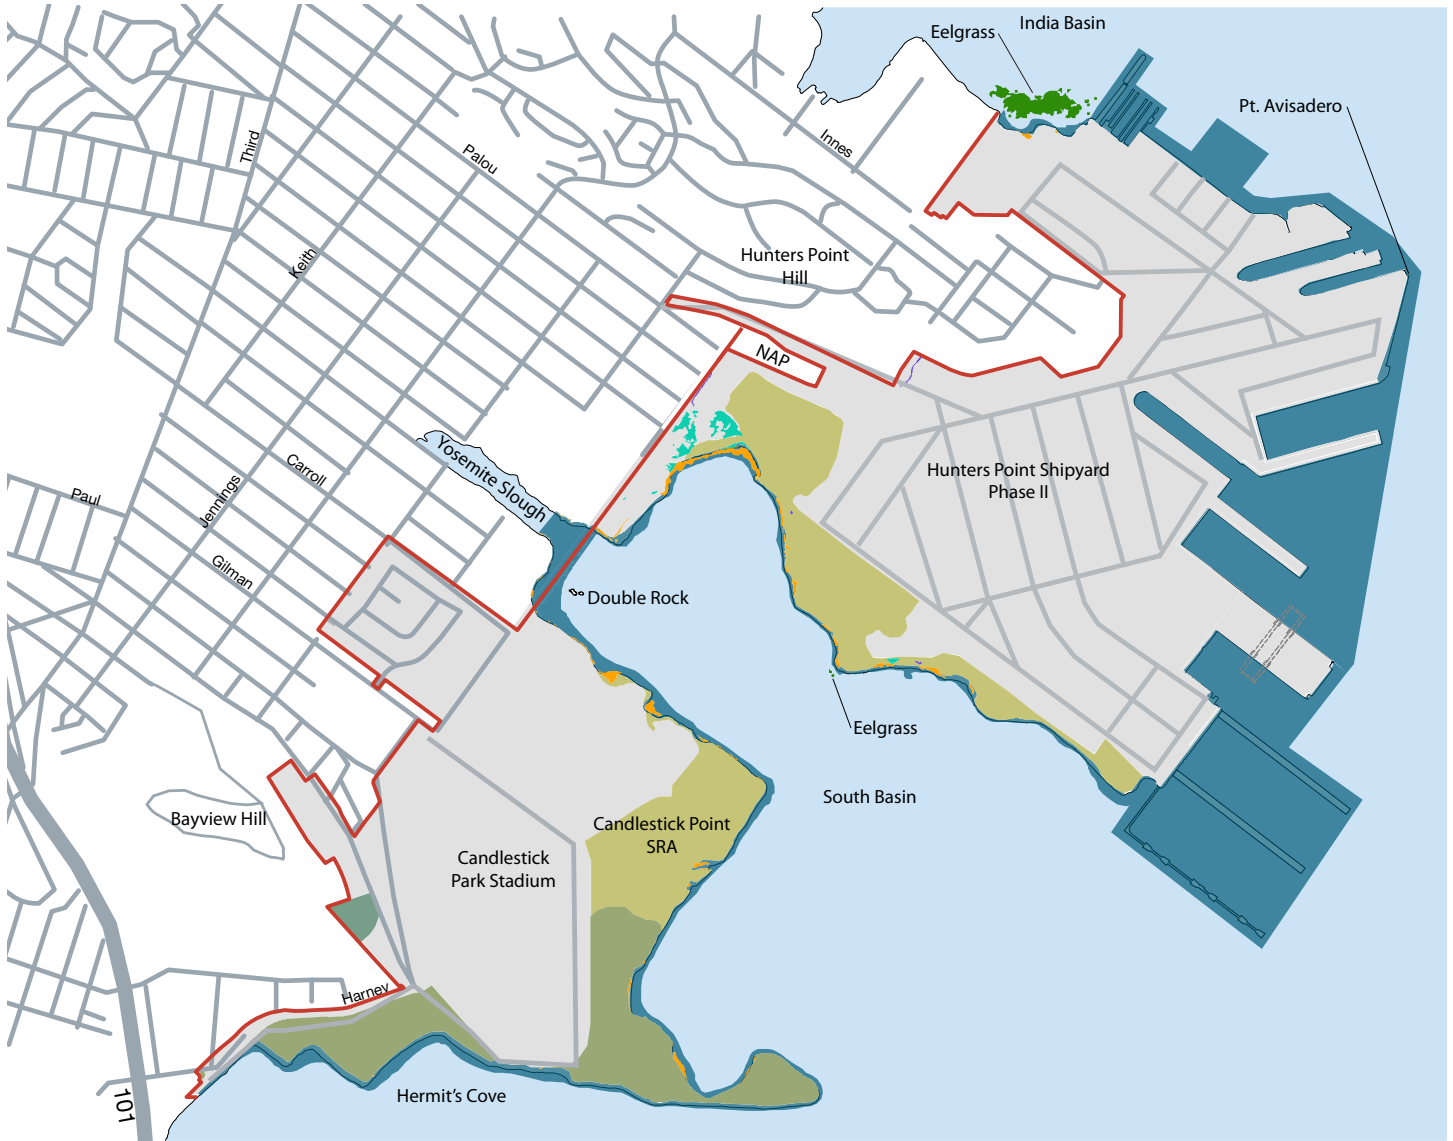 India Basin
Eelgrass
Pt. Avisadero
Innes
Third
Palou
Keith
Hunters Point
Hill
NAP
Yosemite Slough
Carroll
Hunters Point Shipyard
Phase II
Paul
Jennings
Gilman
Double Rock
Eelgrass
South Basin
Bayview Hill
Candlestick Point
SRA
Candlestick
Park Stadium
Harney
Hermit's Cove
101